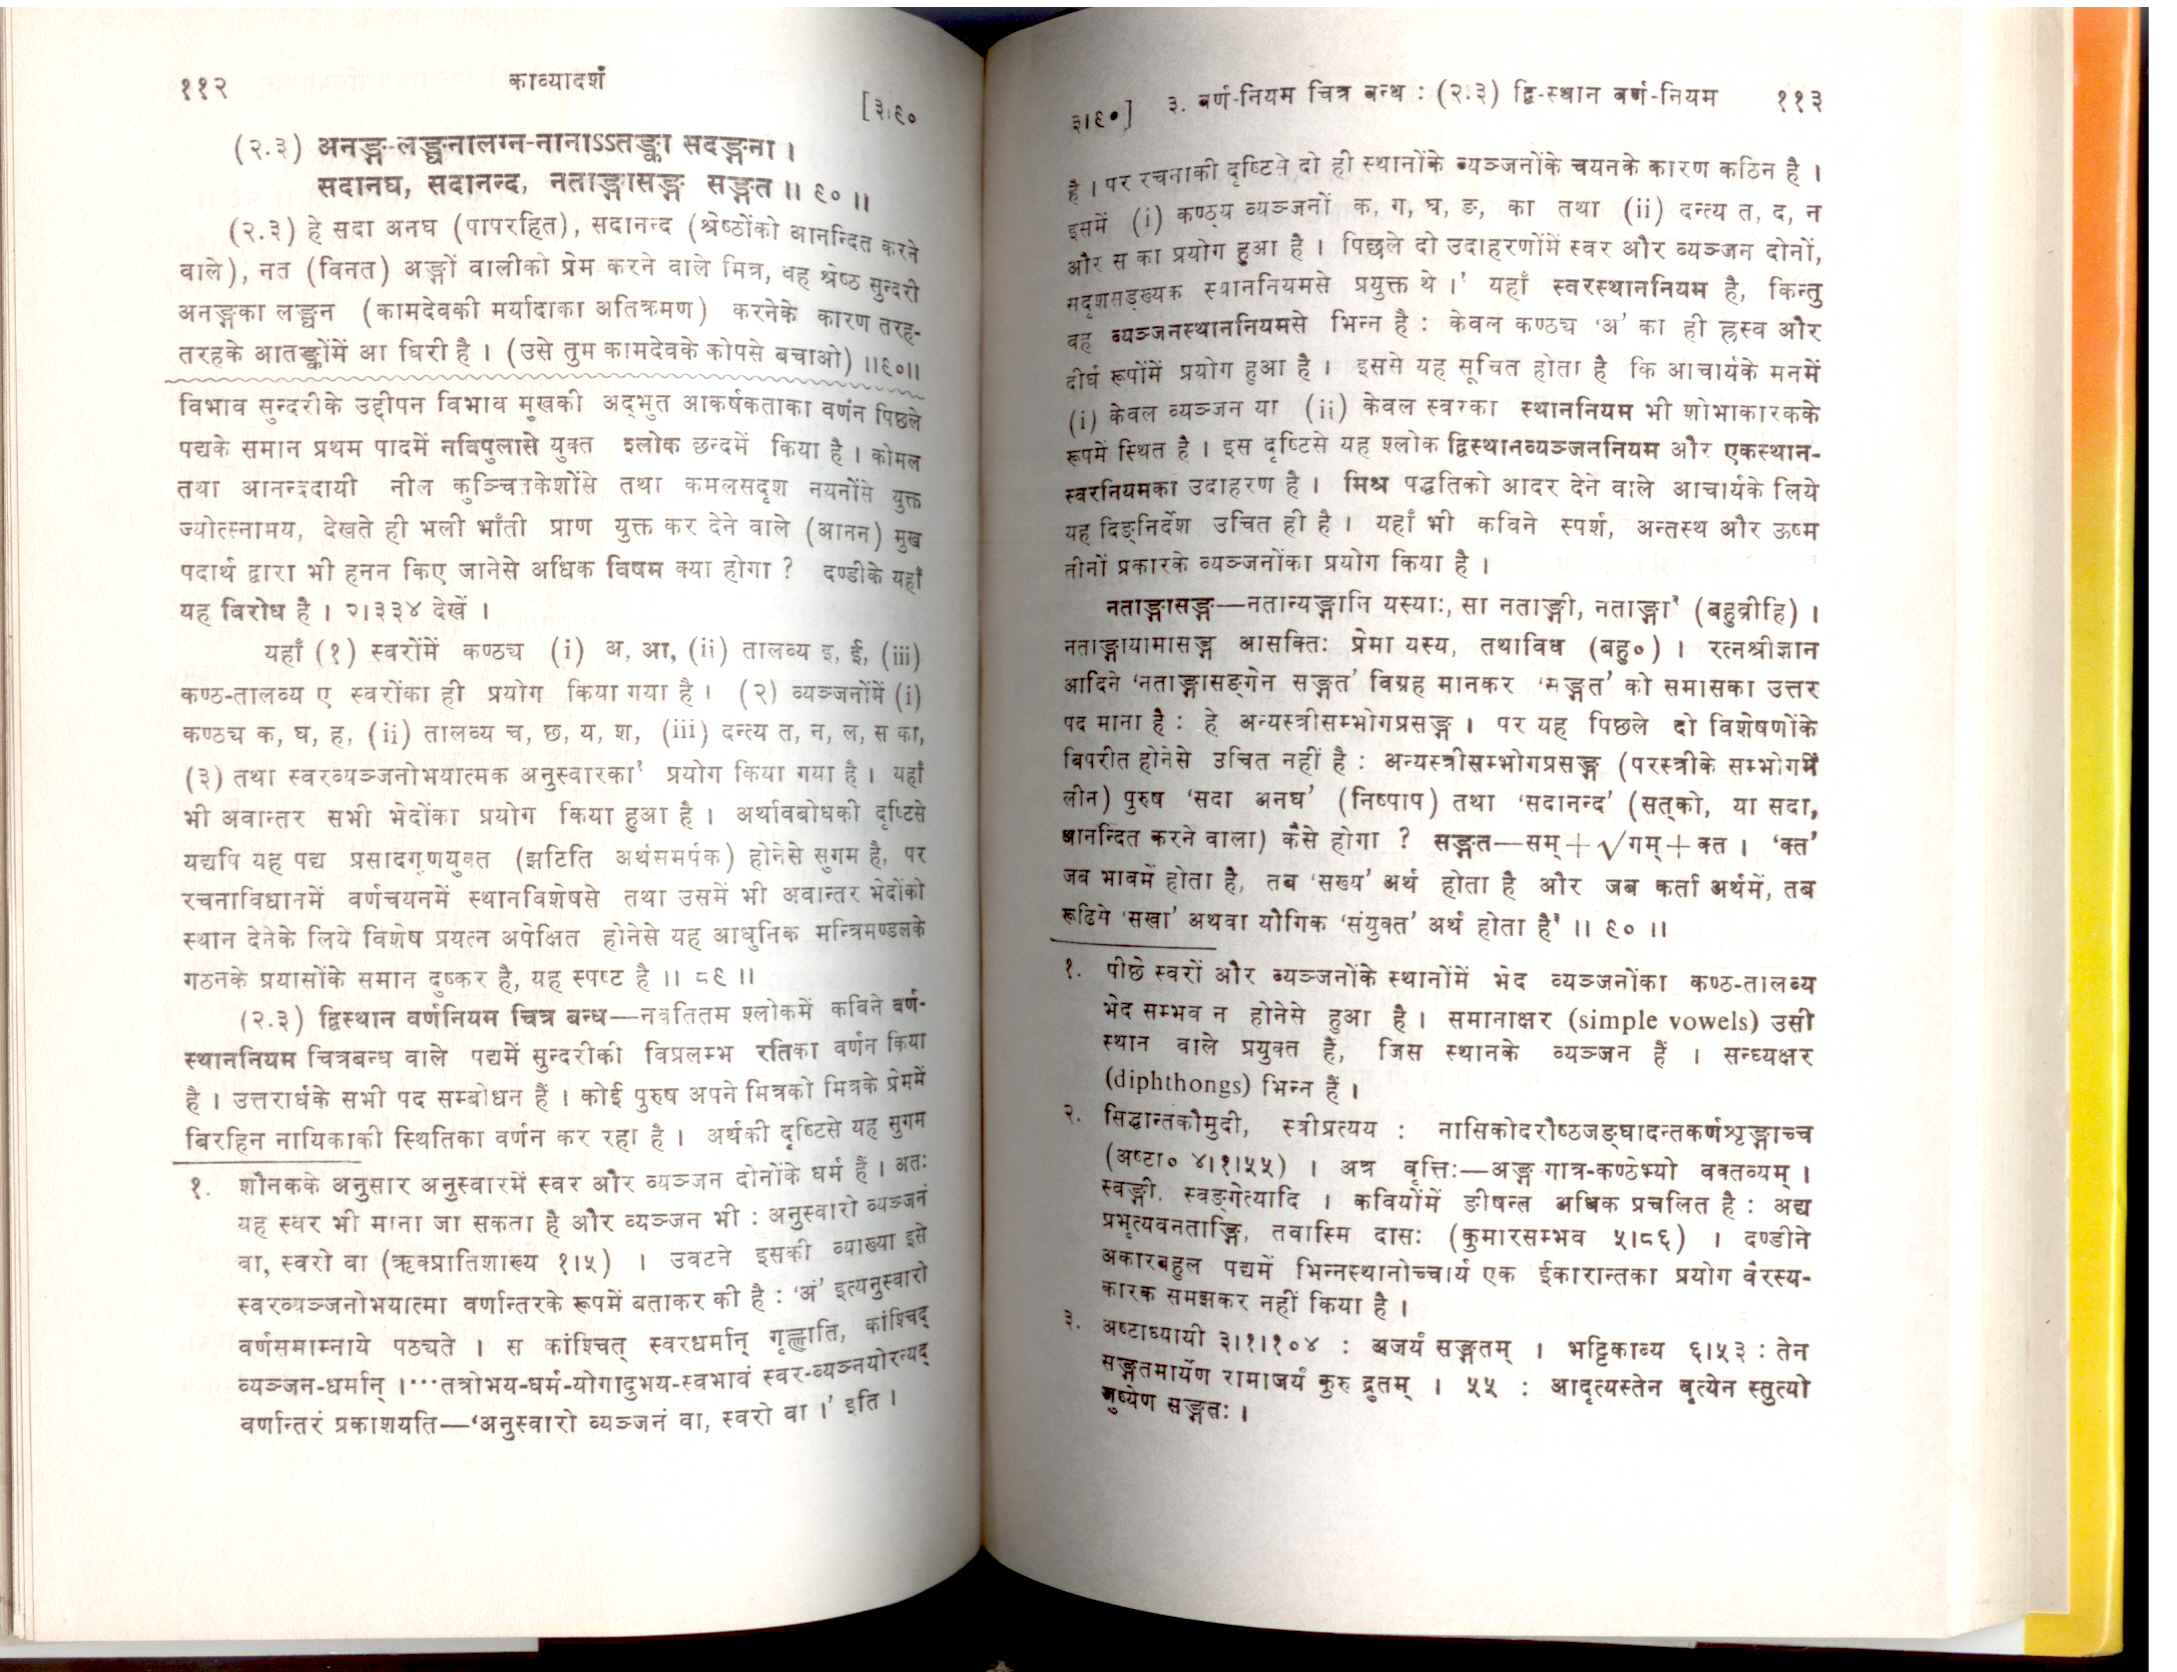 ११२
काव्यादर्श
[३।९०
(२.३) अनङ्ग-लङ्घनालग्न-नानाऽऽतङ्का सदङ्गना ।
सदानघ, सदानन्द, नताङ्गासङ्ग सङ्गत ॥ ९० ॥
(२.३) हे सदा अनघ (पापरहित), सदानन्द (श्रेष्ठोंको आनन्दित करने
वाले), नत (विनत) अङ्गों वालीको प्रेम करने वाले मित्र, वह श्रेष्ठ सुन्दरी
अनङ्गका लङ्घन (कामदेवकी मर्यादाका अतिक्रमण) करनेके कारण तरह-
तरहके आतङ्कोंमें आ घिरी है । (उसे तुम कामदेवके कोपसे बचाओ) ॥९०॥
विभाव सुन्दरीके उद्दीपन विभाव मुखकी अद्भुत आकर्षकताका वर्णन पिछले
पद्यके समान प्रथम पादमें नविपुलासे युक्त श्लोक छन्दमें किया है । कोमल
तथा आनन्ददायी नील कुञ्चितकेशोंसे तथा कमलसदृश नयनोंसे युक्त
ज्योत्स्नामय, देखते ही भली भाँती प्राण युक्त कर देने वाले (आनन) मुख
पदार्थ द्वारा भी हनन किए जानेसे अधिक विषम क्या होगा ? दण्डीके यहाँ
यह विरोध है । २।३३४ देखें ।
यहाँ (१) स्वरोंमें कण्ठ्य (i) अ, आ, (ii) तालव्य इ, ई, (iii)
कण्ठ-तालव्य ए स्वरोंका ही प्रयोग किया गया है । (२) व्यञ्जनोंमें (i)
कण्ठ्य क, घ, ह, (ii) तालव्य च, छ, य, श, (iii) दन्त्य त, न, ल, स का,
(३) तथा स्वरव्यञ्जनोभयात्मक अनुस्वारका¹ प्रयोग किया गया है । यहाँ
भी अवान्तर सभी भेदोंका प्रयोग किया हुआ है । अर्थावबोधकी दृष्टिसे
यद्यपि यह पद्य प्रसादगुणयुक्त (झटिति अर्थसमर्पक) होनेसे सुगम है, पर
रचनाविधानमें वर्णचयनमें स्थानविशेषसे तथा उसमें भी अवान्तर भेदोंको
स्थान देनेके लिये विशेष प्रयत्न अपेक्षित होनेसे यह आधुनिक मन्त्रिमण्डलके
गठनके प्रयासोंके समान दुष्कर है, यह स्पष्ट है ॥ ८९ ॥
(२.३) द्विस्थान वर्णनियम चित्र बन्ध—नवतितम श्लोकमें कविने वर्ण-
स्थाननियम चित्रबन्ध वाले पद्यमें सुन्दरीकी विप्रलम्भ रतिका वर्णन किया
है । उत्तरार्धके सभी पद सम्बोधन हैं । कोई पुरुष अपने मित्रको मित्रके प्रेममें
बिरहिन नायिकाकी स्थितिका वर्णन कर रहा है । अर्थकी दृष्टिसे यह सुगम
१. शौनकके अनुसार अनुस्वारमें स्वर और व्यञ्जन दोनोंके धर्म हैं । अतः
यह स्वर भी माना जा सकता है और व्यञ्जन भी : अनुस्वारो व्यञ्जनं
वा, स्वरो वा (ऋक्प्रातिशाख्य १।५) । उवटने इसकी व्याख्या इसे
स्वरव्यञ्जनोभयात्मा वर्णान्तरके रूपमें बताकर की है : ‘अं’ इत्यनुस्वारो
वर्णसमाम्नाये पठ्यते । स कांश्चित् स्वरधर्मान् गृह्णाति, कांश्चिद्
व्यञ्जन-धर्मान् ।···तत्रोभय-धर्म-योगादुभय-स्वभावं स्वर-व्यञ्नयोरन्यद्
वर्णान्तरं प्रकाशयति—‘अनुस्वारो व्यञ्जनं वा, स्वरो वा ।’ इति ।
३।९०] ३. वर्ण-नियम चित्र बन्ध : (२.३) द्वि-स्थान वर्ण-नियम ११३
है । पर रचनाकी दृष्टिसे दो ही स्थानोंके व्यञ्जनोंके चयनके कारण कठिन है ।
इसमें (i) कण्ठ्य व्यञ्जनों क, ग, घ, ङ, का तथा (ii) दन्त्य त, द, न
और स का प्रयोग हुआ है । पिछले दो उदाहरणोंमें स्वर और व्यञ्जन दोनों,
सदृशसङ्ख्यक स्थाननियमसे प्रयुक्त थे ।¹ यहाँ स्वरस्थाननियम है, किन्तु
वह व्यञ्जनस्थाननियमसे भिन्न है : केवल कण्ठ्य ‘अ’ का ही ह्रस्व और
दीर्घ रूपोंमें प्रयोग हुआ है । इससे यह सूचित होता है कि आचार्यके मनमें
(i) केवल व्यञ्जन या (ii) केवल स्वरका स्थाननियम भी शोभाकारकके
रूपमें स्थित है । इस दृष्टिसे यह श्लोक द्विस्थानव्यञ्जननियम और एकस्थान-
स्वरनियमका उदाहरण है । मिश्र पद्धतिको आदर देने वाले आचार्यके लिये
यह दिङ्निर्देश उचित ही है । यहाँ भी कविने स्पर्श, अन्तस्थ और ऊष्म
तीनों प्रकारके व्यञ्जनोंका प्रयोग किया है ।
नताङ्गासङ्ग—नतान्यङ्गानि यस्याः, सा नताङ्गी, नताङ्गा² (बहुव्रीहि) ।
नताङ्गायामासङ्ग आसक्तिः प्रेमा यस्य, तथाविध (बहु०) । रत्नश्रीज्ञान
आदिने ‘नताङ्गासङ्गेन सङ्गत’ विग्रह मानकर ‘सङ्गत’ को समासका उत्तर
पद माना है : हे अन्यस्त्रीसम्भोगप्रसङ्ग । पर यह पिछले दो विशेषणोंके
विपरीत होनेसे उचित नहीं है : अन्यस्त्रीसम्भोगप्रसङ्ग (परस्त्रीके सम्भोगमें
लीन) पुरुष ‘सदा अनघ’ (निष्पाप) तथा ‘सदानन्द’ (सत्को, या सदा,
आनन्दित करने वाला) कैसे होगा ? सङ्गत—सम्+√गम्+क्त । ‘क्त’
जब भावमें होता है, तब ‘सख्य’ अर्थ होता है और जब कर्ता अर्थमें, तब
रूढिसे ‘सखा’ अथवा यौगिक ‘संयुक्त’ अर्थ होता है³ ॥ ९० ॥
१. पीछे स्वरों और व्यञ्जनोंके स्थानोंमें भेद व्यञ्जनोंका कण्ठ-तालव्य
भेद सम्भव न होनेसे हुआ है । समानाक्षर (simple vowels) उसी
स्थान वाले प्रयुक्त हैं, जिस स्थानके व्यञ्जन हैं । सन्ध्यक्षर
(diphthongs) भिन्न हैं ।
२. सिद्धान्तकौमुदी, स्त्रीप्रत्यय : नासिकोदरौष्ठजङ्घादन्तकर्णशृङ्गाच्च
(अष्टा० ४।१।५५) । अत्र वृत्तिः—अङ्ग गात्र-कण्ठेभ्यो वक्तव्यम् ।
स्वङ्गी, स्वङ्गेत्यादि । कवियोंमें ङीषन्त अधिक प्रचलित है : अद्य
प्रभृत्यवनताङ्गि, तवास्मि दासः (कुमारसम्भव ५।८६) । दण्डीने
अकारबहुल पद्यमें भिन्नस्थानोच्चार्य एक ईकारान्तका प्रयोग वैरस्य-
कारक समझकर नहीं किया है ।
३. अष्टाध्यायी ३।१।१०४ : अजर्यं सङ्गतम् । भट्टिकाव्य ६।५३ : तेन
सङ्गतमार्येण रामाजर्यं कुरु द्रुतम् । ५५ : आदृत्यस्तेन वृत्येन स्तुत्यो
जुष्येण सङ्गतः ।